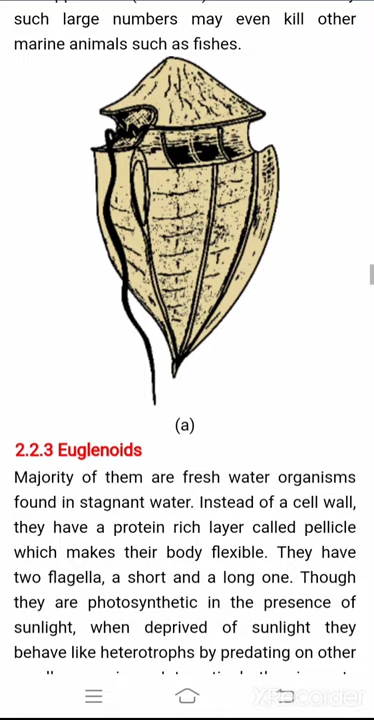 such large numbers may even kill other
marine animals such as fishes.
(a)
2.2.3 Euglenoids
Majority of them are fresh water organisms
found in stagnant water. Instead of a cell wall,
they have a protein rich layer called pellicle
which makes their body flexible. They have
two flagella, a short and a long one. Though
they are photosynthetic in the presence of
sunlight, when deprived of sunlight they
behave like heterotrophs by predating on other
XRecorder